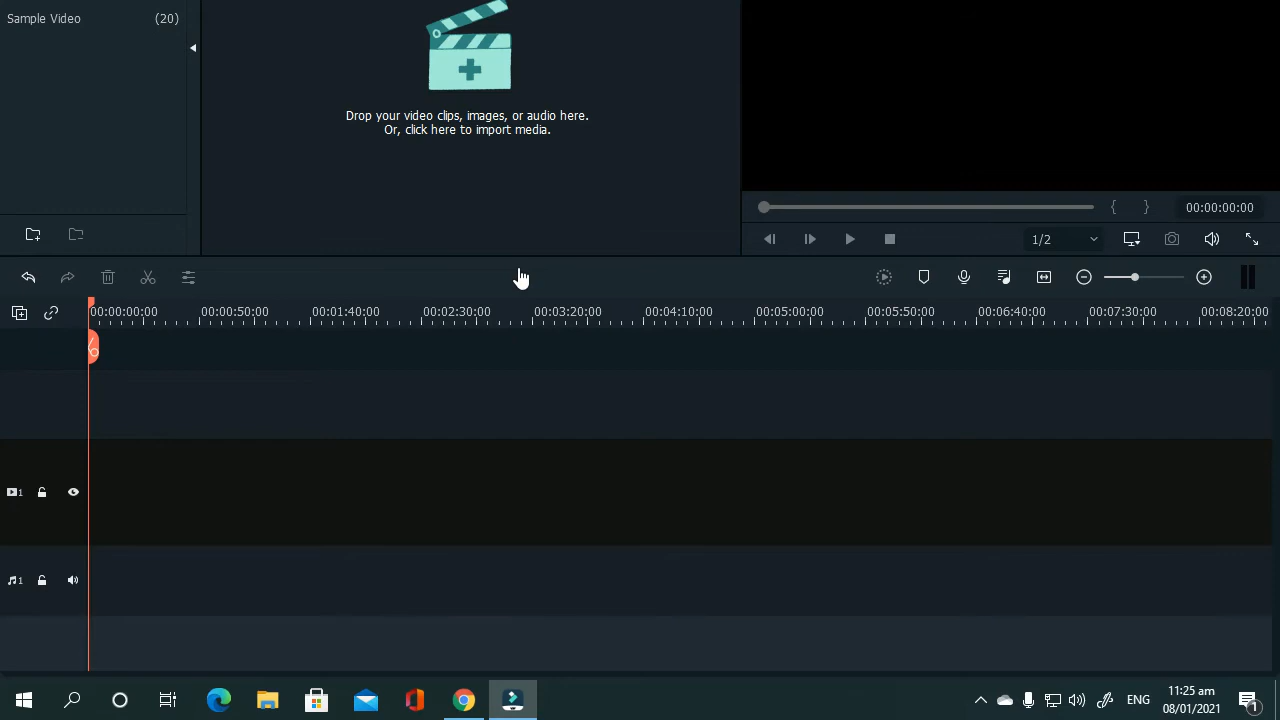 Sample Video (20)
Drop your video clips, images, or audio here.
Or, click here to import media.
{ } 00:00:00:00
1/2
00:00:00:00 00:00:50:00 00:01:40:00 00:02:30:00 00:03:20:00 00:04:10:00 00:05:00:00 00:05:50:00 00:06:40:00 00:07:30:00 00:08:20:00
1
1
ENG
11:25 am
08/01/2021
1